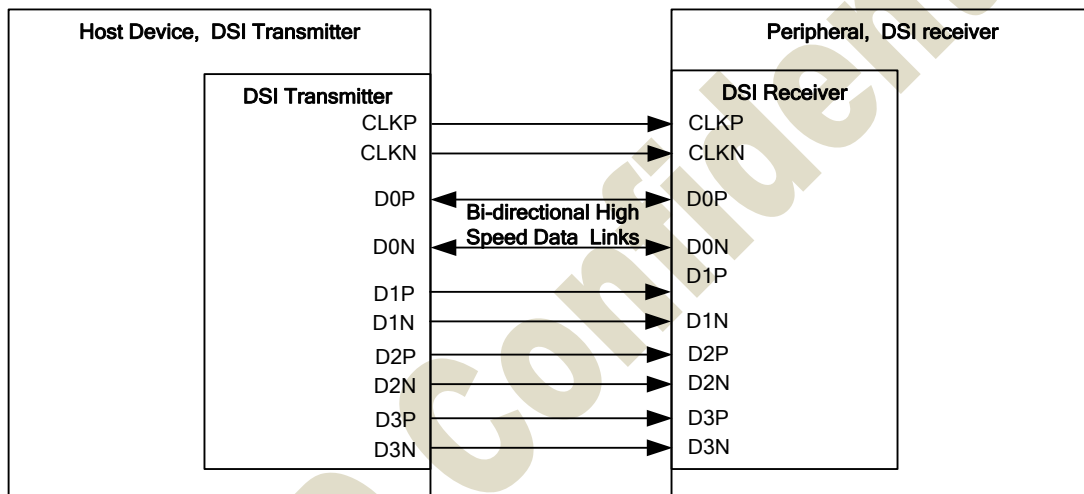 Host Device, DSI Transmitter
Peripheral, DSI receiver
DSI Transmitter
DSI Receiver
CLKP
CLKP
CLKN
CLKN
D0P
D0P
Bi-directional High
Speed Data Links
D0N
D0N
D1P
D1P
D1N
D1N
D2P
D2P
D2N
D2N
D3P
D3P
D3N
D3N
Confiden